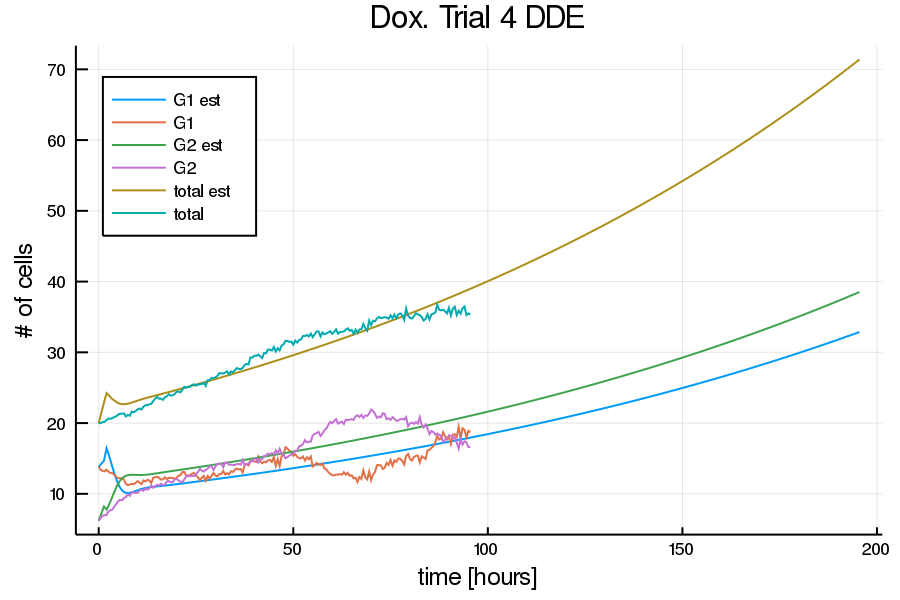 Dox. Trial 4 DDE
70
60
50
40
30
20
10
# of cells
G1 est
G1
G2 est
G2
total est
total
0
50
100
150
200
time [hours]